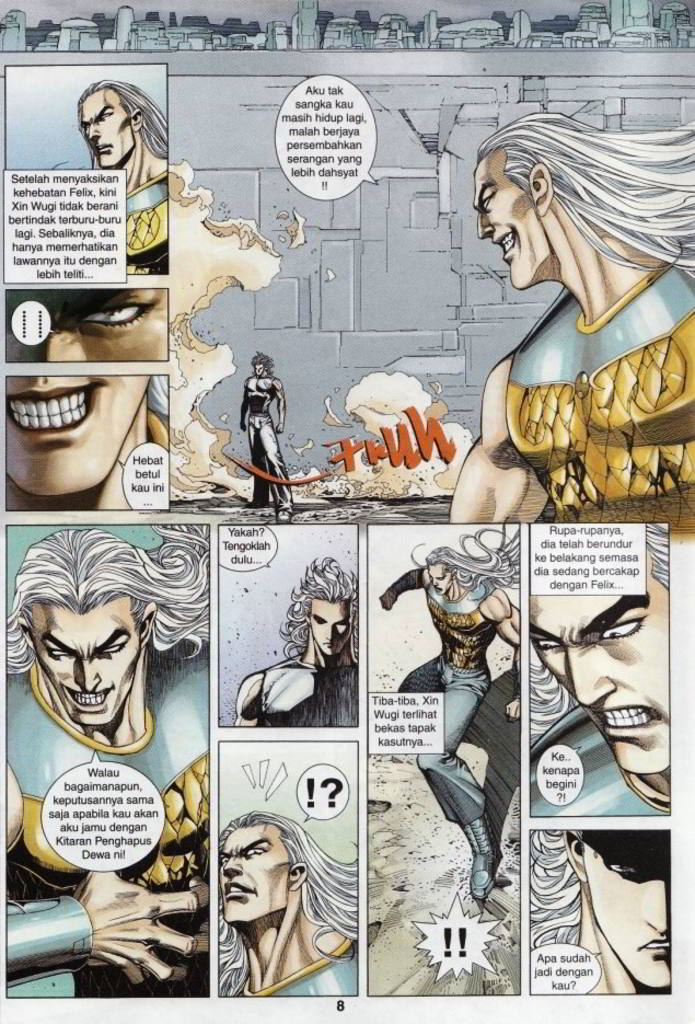 Setelah menyaksikan
kehebatan Felix, kini
Xin Wugi tidak berani
bertindak terburu-buru
lagi. Sebaliknya, dia
hanya memerhatikan
lawannya itu dengan
lebih teliti...
Aku tak
sangka kau
masih hidup lagi,
malah berjaya
persembahkan
serangan yang
lebih dahsyat
!!
Hebat
betul
kau ini
...
Walau
bagaimanapun,
keputusannya sama
saja apabila kau akan
aku jamu dengan
Kitaran Penghapus
Dewa ni!
Yakah?
Tengoklah
dulu...
!?
Tiba-tiba, Xin
Wugi terlihat
bekas tapak
kasutnya...
!!
Rupa-rupanya,
dia telah berundur
ke belakang semasa
dia sedang bercakap
dengan Felix...
Ke..
kenapa
begini
?!
Apa sudah
jadi dengan
kau?
8